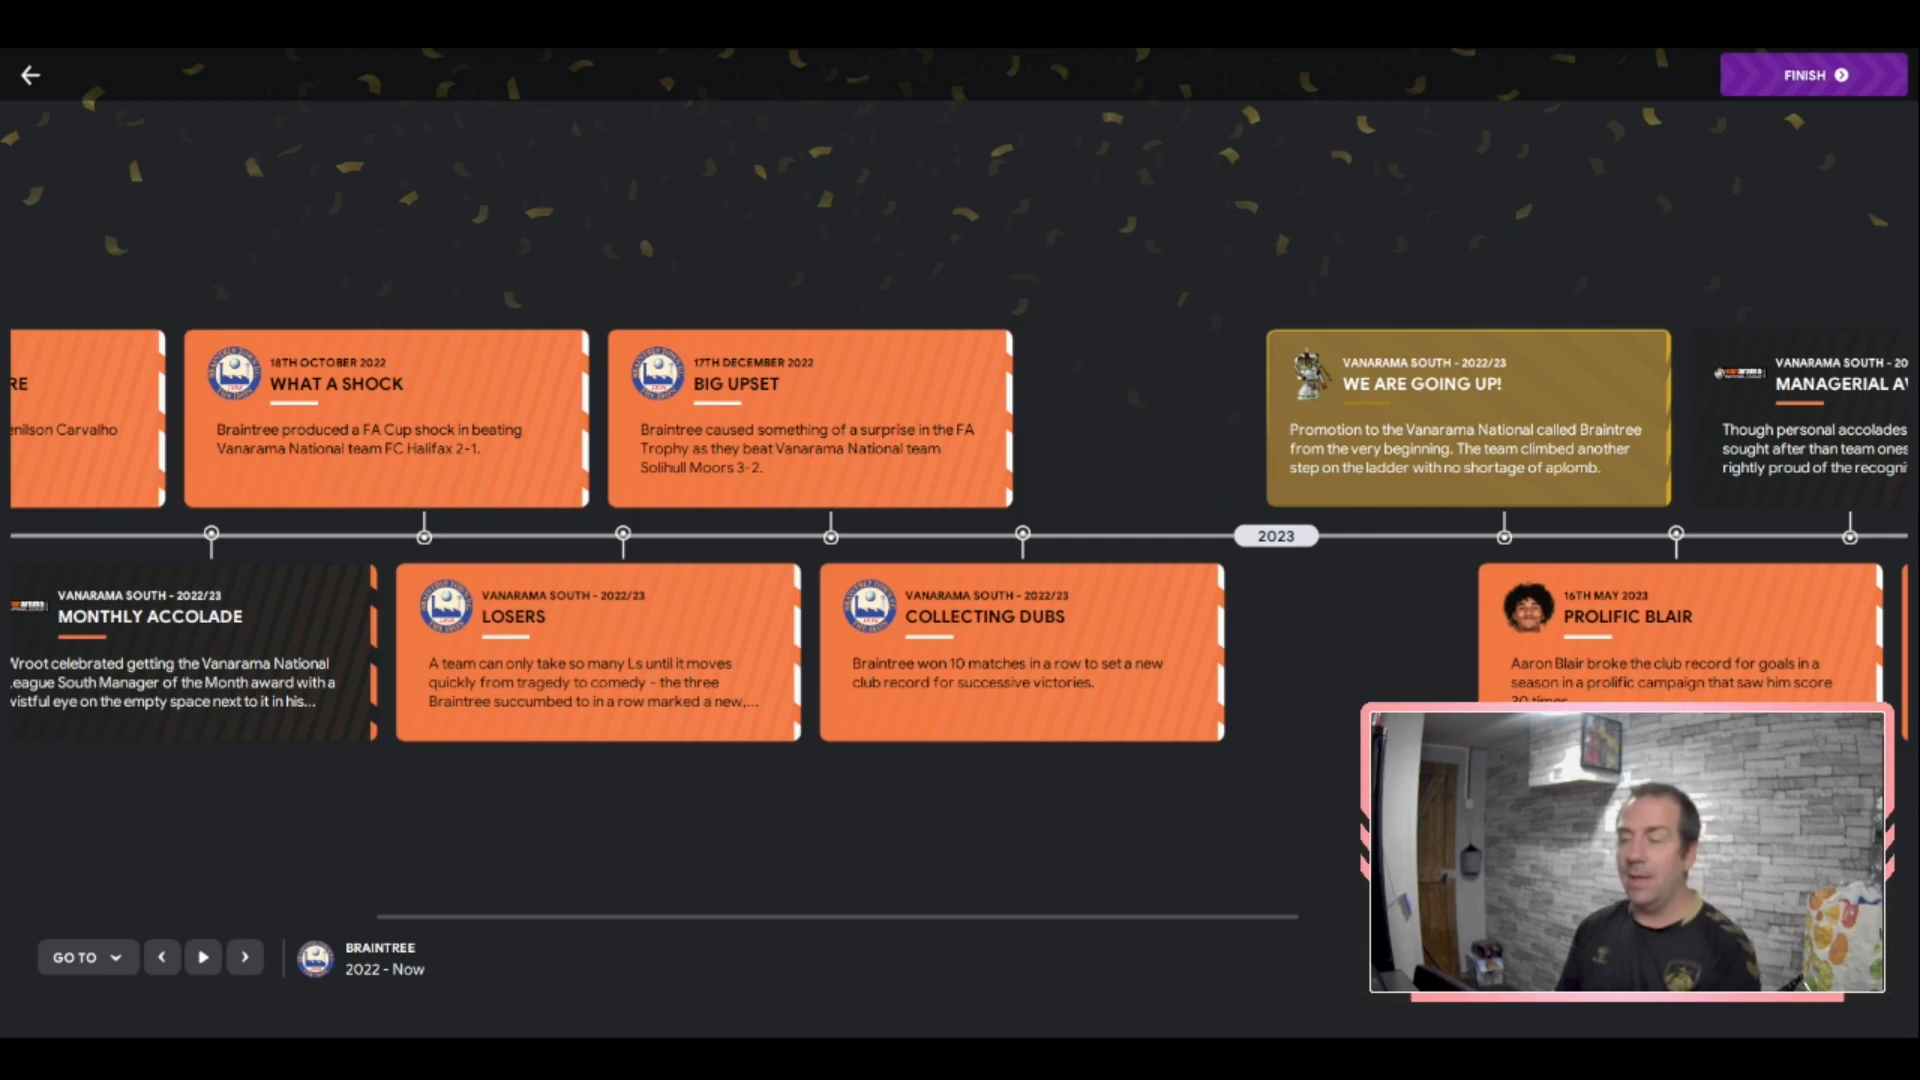 FINISH
RE
enilson Carvalho
18TH OCTOBER 2022
WHAT A SHOCK
Braintree produced a FA Cup shock in beating
Vanarama National team FC Halifax 2-1.
17TH DECEMBER 2022
BIG UPSET
Braintree caused something of a surprise in the FA
Trophy as they beat Vanarama National team
Solihull Moors 3-2.
VANARAMA SOUTH - 2022/23
WE ARE GOING UP!
Promotion to the Vanarama National called Braintree
from the very beginning. The team climbed another
step on the ladder with no shortage of aplomb.
VANARAMA SOUTH - 20
MANAGERIAL A
Though personal accolades
sought after than team ones
rightly proud of the recogni
2023
VANARAMA SOUTH - 2022/23
MONTHLY ACCOLADE
Wroot celebrated getting the Vanarama National
League South Manager of the Month award with a
wistful eye on the empty space next to it in his...
VANARAMA SOUTH - 2022/23
LOSERS
A team can only take so many Ls until it moves
quickly from tragedy to comedy - the three
Braintree succumbed to in a row marked a new,...
VANARAMA SOUTH - 2022/23
COLLECTING DUBS
Braintree won 10 matches in a row to set a new
club record for successive victories.
16TH MAY 2023
PROLIFIC BLAIR
Aaron Blair broke the club record for goals in a
season in a prolific campaign that saw him score
GO TO
BRAINTREE
2022 - Now